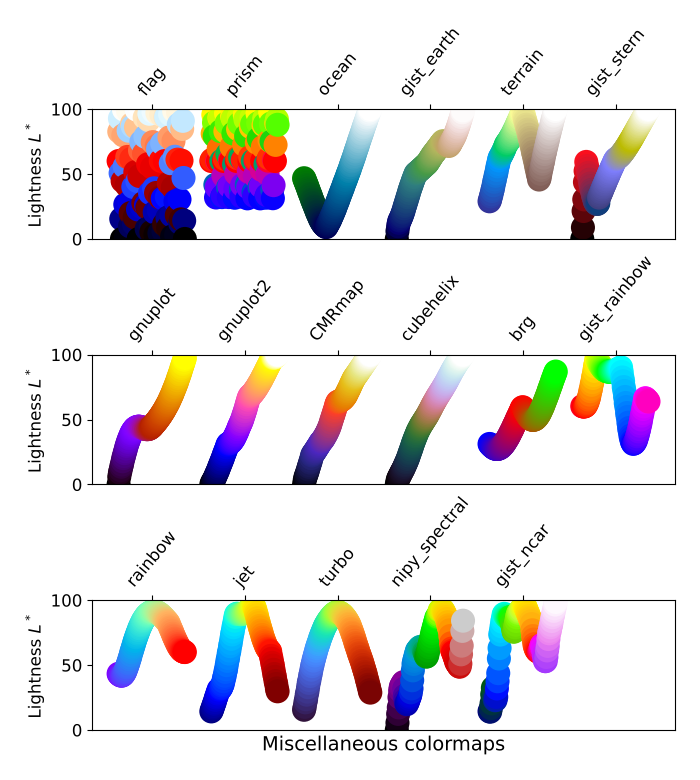 flag prism ocean gist_earth terrain gist_stern
100
Lightness L*
50
0
gnuplot gnuplot2 CMRmap cubehelix brg gist_rainbow
100
Lightness L*
50
0
rainbow jet turbo nipy_spectral gist_ncar
100
Lightness L*
50
0
Miscellaneous colormaps